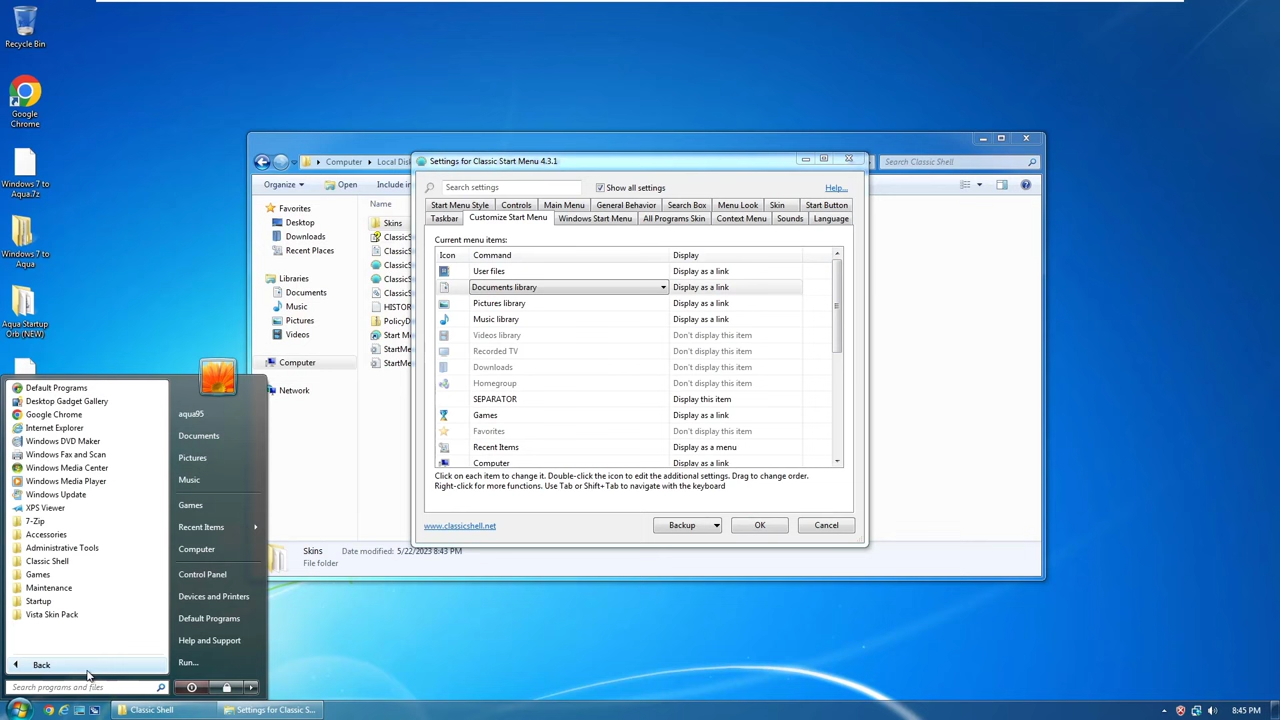 Recycle Bin
Google
Chrome
Windows 7 to
Aqua.7z
Windows 7 to
Aqua
Aqua Startup
Orb (NEW)
Computer
Local Disk
Search Classic Shell
Organize
Open
Include in
Favorites
Desktop
Downloads
Recent Places
Libraries
Documents
Music
Pictures
Videos
Computer
Network
Name
Skins
ClassicS
ClassicS
ClassicS
ClassicS
ClassicS
HISTOR
PolicyDe
Start M
StartMe
StartMe
Skins Date modified: 5/22/2023 8:43 PM
File folder
Settings for Classic Start Menu 4.3.1
Search settings
Show all settings
Help...
Start Menu Style Controls Main Menu General Behavior Search Box Menu Look Skin Start Button
Taskbar Customize Start Menu Windows Start Menu All Programs Skin Context Menu Sounds Language
Current menu items:
Icon Command Display
User files Display as a link
Documents library Display as a link
Pictures library Display as a link
Music library Display as a link
Videos library Don't display this item
Recorded TV Don't display this item
Downloads Don't display this item
Homegroup Don't display this item
SEPARATOR Display this item
Games Display as a link
Favorites Don't display this item
Recent Items Display as a menu
Computer Display as a link
Click on each item to change it. Double-click the icon to edit the additional settings. Drag to change order.
Right-click for more functions. Use Tab or Shift+Tab to navigate with the keyboard
www.classicshell.net
Backup
OK
Cancel
Default Programs
Desktop Gadget Gallery
Google Chrome
Internet Explorer
Windows DVD Maker
Windows Fax and Scan
Windows Media Center
Windows Media Player
Windows Update
XPS Viewer
7-Zip
Accessories
Administrative Tools
Classic Shell
Games
Maintenance
Startup
Vista Skin Pack
Back
Search programs and files
aqua95
Documents
Pictures
Music
Games
Recent Items
Computer
Control Panel
Devices and Printers
Default Programs
Help and Support
Run...
Classic Shell
Settings for Classic S...
8:45 PM